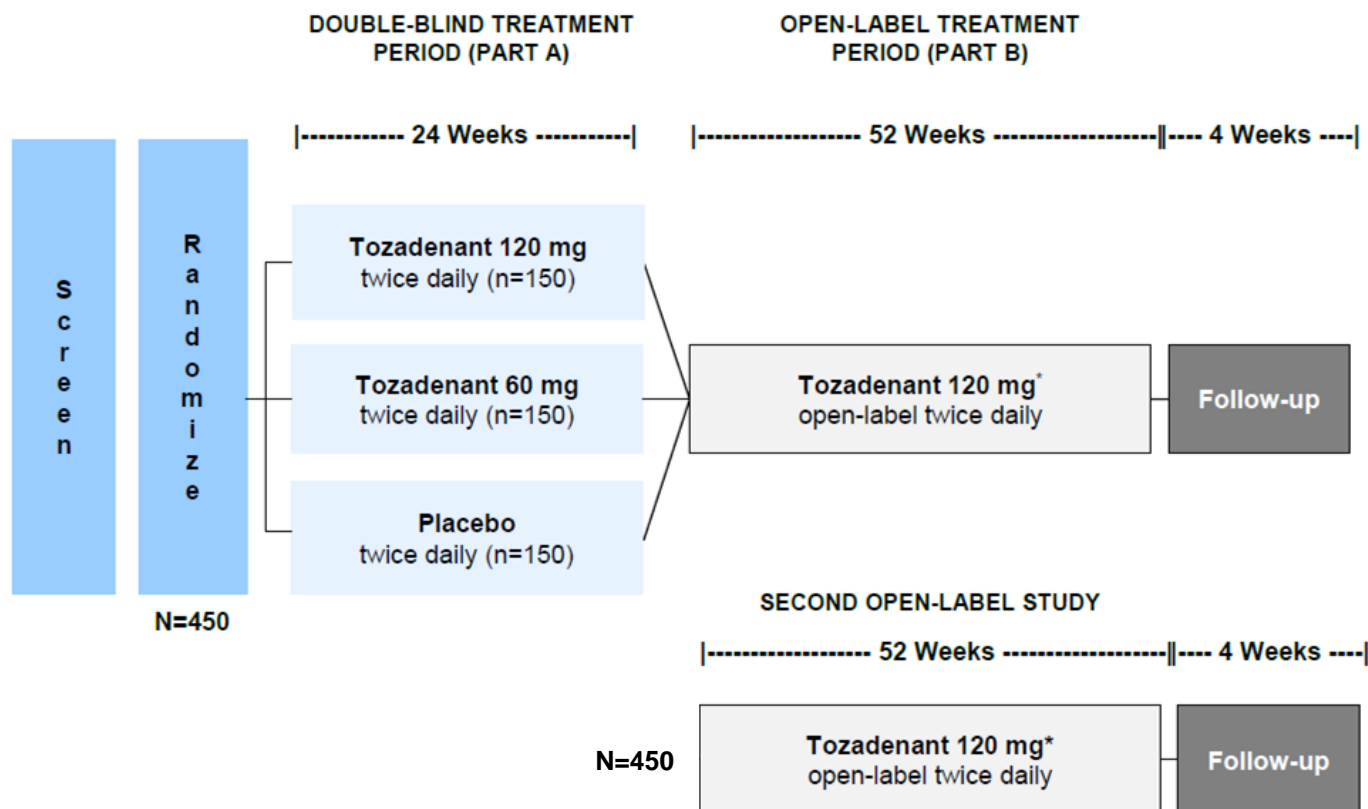 DOUBLE-BLIND TREATMENT
PERIOD (PART A)
OPEN-LABEL TREATMENT
PERIOD (PART B)
|------------ 24 Weeks -----------|
|------------------- 52 Weeks -------------------||---- 4 Weeks ----|
Screen
Randomize
N=450
Tozadenant 120 mg
twice daily (n=150)
Tozadenant 60 mg
twice daily (n=150)
Placebo
twice daily (n=150)
Tozadenant 120 mg*
open-label twice daily
Follow-up
SECOND OPEN-LABEL STUDY
|------------------- 52 Weeks -------------------||---- 4 Weeks ----|
N=450
Tozadenant 120 mg*
open-label twice daily
Follow-up